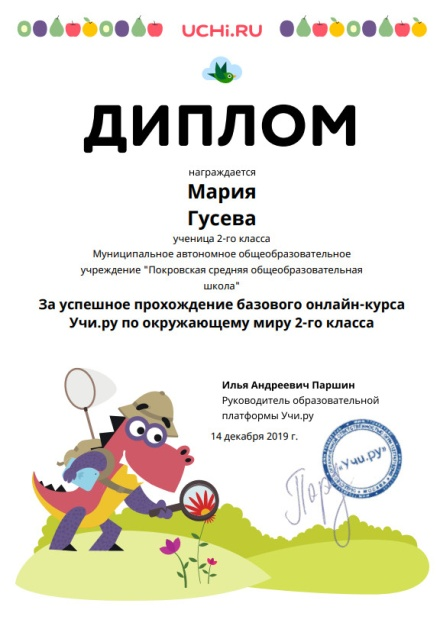 UCHi.RU
ДИПЛОМ
награждается
Мария
Гусева
ученица 2-го класса
Муниципальное автономное общеобразовательное
учреждение "Покровская средняя общеобразовательная
школа"
За успешное прохождение базового онлайн-курса
Учи.ру по окружающему миру 2-го класса
Илья Андреевич Паршин
Руководитель образовательной
платформы Учи.ру
14 декабря 2019 г.
"Учи.ру"